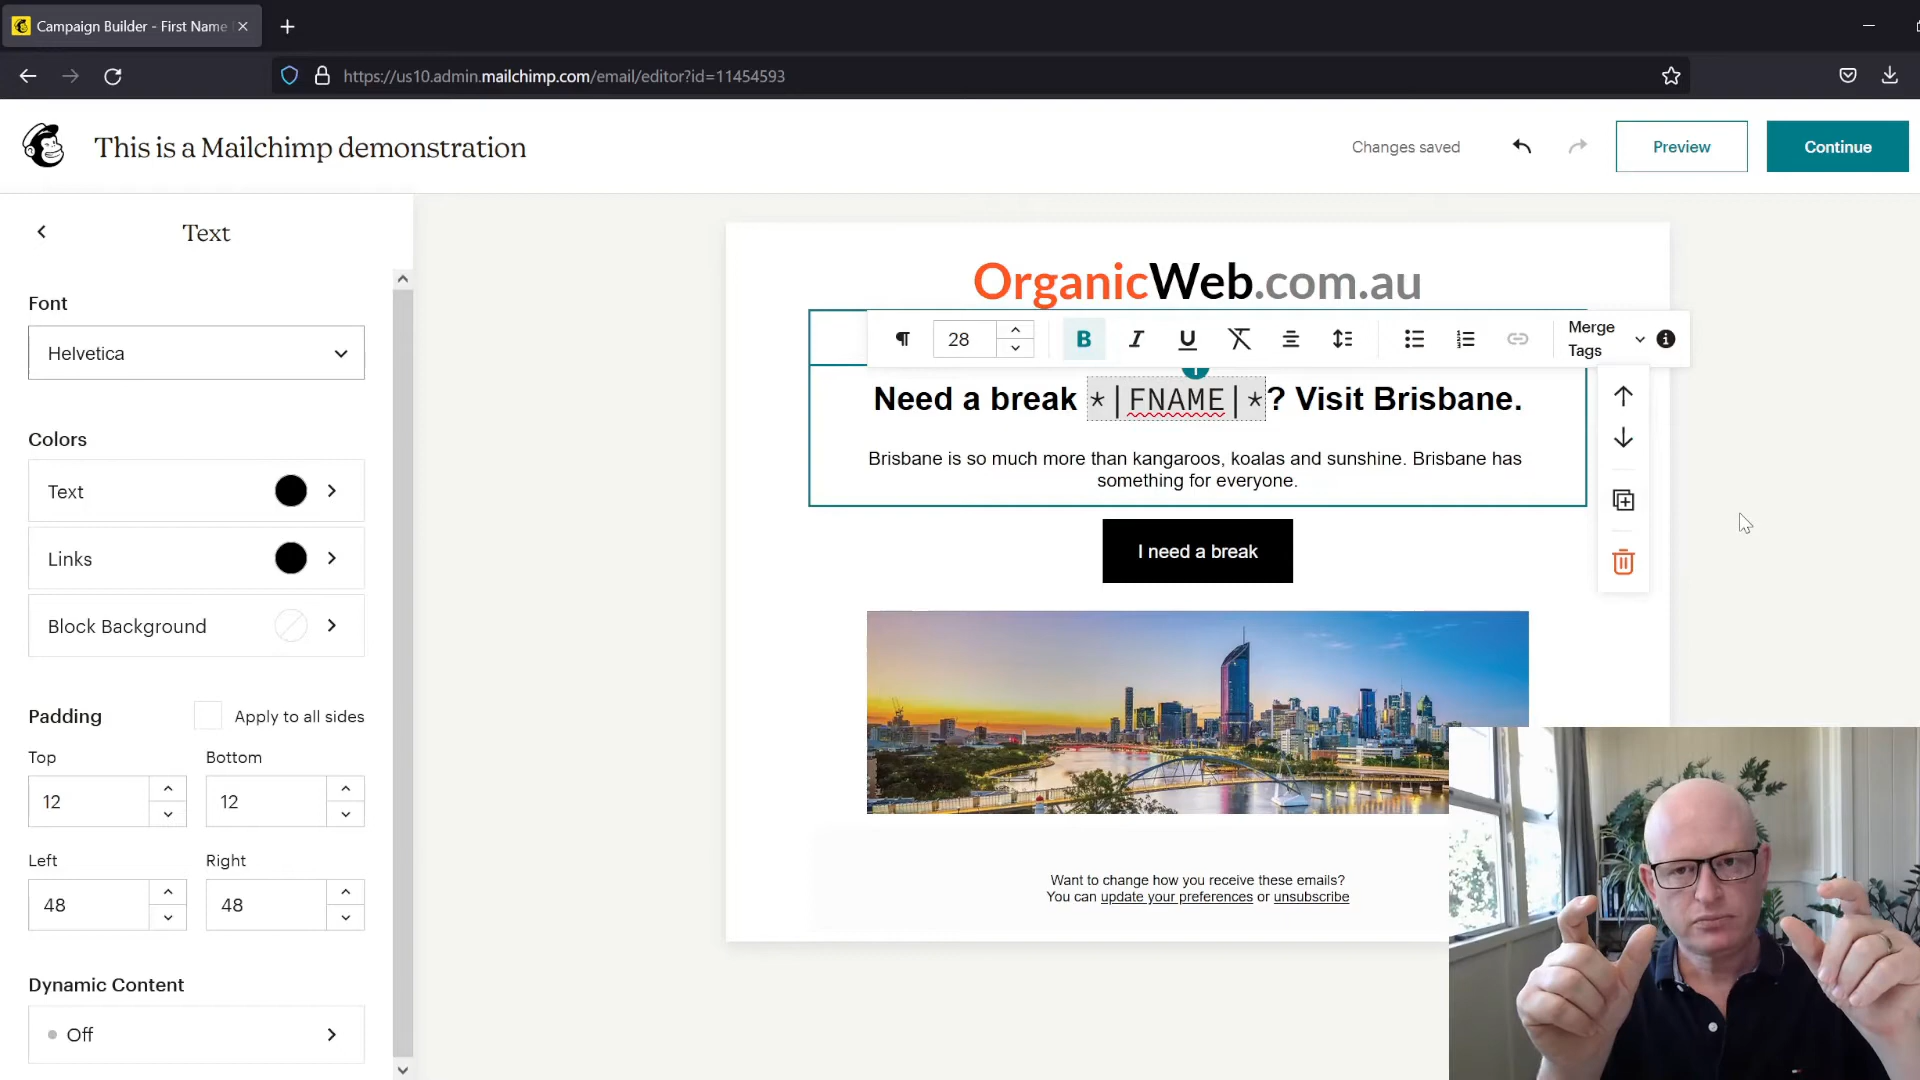 Campaign Builder - First Name
https://us10.admin.mailchimp.com/email/editor?id=11454593
This is a Mailchimp demonstration
Changes saved
Preview
Continue
Text
Font
Helvetica
Colors
Text
Links
Block Background
Padding
Apply to all sides
Top
Bottom
12
12
Left
Right
48
48
Dynamic Content
Off
OrganicWeb.com.au
28
B
I
U
Merge
Tags
Need a break *|FNAME|*? Visit Brisbane.
Brisbane is so much more than kangaroos, koalas and sunshine. Brisbane has
something for everyone.
I need a break
Want to change how you receive these emails?
You can update your preferences or unsubscribe